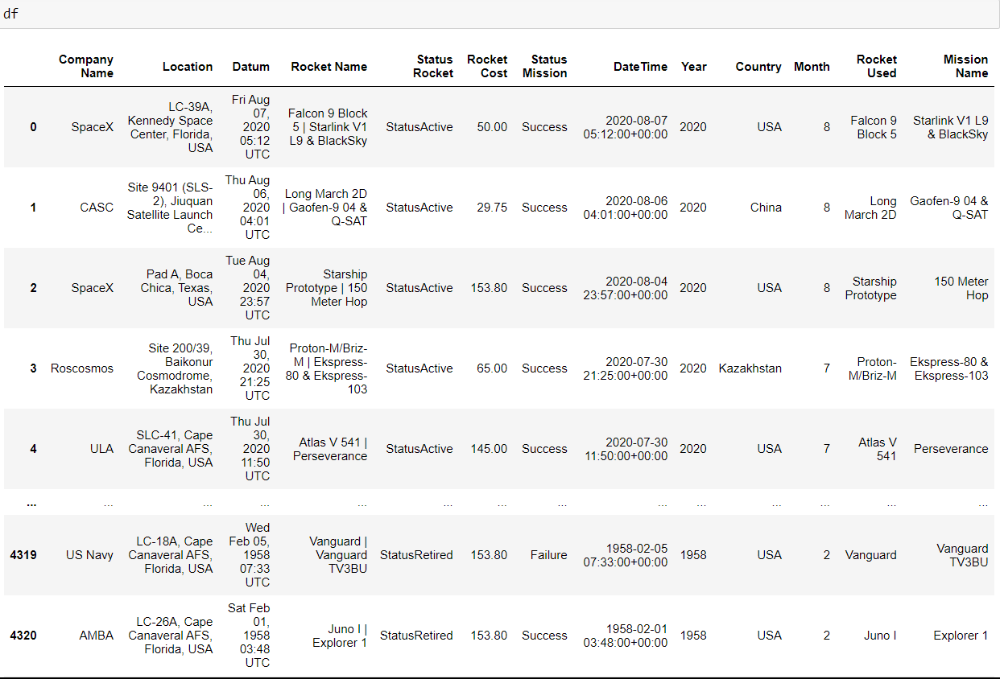 df
Company Name Location Datum Rocket Name Status Rocket Rocket Cost Status Mission DateTime Year Country Month Rocket Used Mission Name
0 SpaceX LC-39A, Kennedy Space Center, Florida, USA Fri Aug 07, 2020 05:12 UTC Falcon 9 Block 5 | Starlink V1 L9 & BlackSky StatusActive 50.00 Success 2020-08-07 05:12:00+00:00 2020 USA 8 Falcon 9 Block 5 Starlink V1 L9 & BlackSky
1 CASC Site 9401 (SLS-2), Jiuquan Satellite Launch Ce... Thu Aug 06, 2020 04:01 UTC Long March 2D | Gaofen-9 04 & Q-SAT StatusActive 29.75 Success 2020-08-06 04:01:00+00:00 2020 China 8 Long March 2D Gaofen-9 04 & Q-SAT
2 SpaceX Pad A, Boca Chica, Texas, USA Tue Aug 04, 2020 23:57 UTC Starship Prototype | 150 Meter Hop StatusActive 153.80 Success 2020-08-04 23:57:00+00:00 2020 USA 8 Starship Prototype 150 Meter Hop
3 Roscosmos Site 200/39, Baikonur Cosmodrome, Kazakhstan Thu Jul 30, 2020 21:25 UTC Proton-M/Briz-M | Ekspress-80 & Ekspress-103 StatusActive 65.00 Success 2020-07-30 21:25:00+00:00 2020 Kazakhstan 7 Proton-M/Briz-M Ekspress-80 & Ekspress-103
4 ULA SLC-41, Cape Canaveral AFS, Florida, USA Thu Jul 30, 2020 11:50 UTC Atlas V 541 | Perseverance StatusActive 145.00 Success 2020-07-30 11:50:00+00:00 2020 USA 7 Atlas V 541 Perseverance
... ... ... ... ... ... ... ... ... ... ... ... ... ...
4319 US Navy LC-18A, Cape Canaveral AFS, Florida, USA Wed Feb 05, 1958 07:33 UTC Vanguard | Vanguard TV3BU StatusRetired 153.80 Failure 1958-02-05 07:33:00+00:00 1958 USA 2 Vanguard Vanguard TV3BU
4320 AMBA LC-26A, Cape Canaveral AFS, Florida, USA Sat Feb 01, 1958 03:48 UTC Juno I | Explorer 1 StatusRetired 153.80 Success 1958-02-01 03:48:00+00:00 1958 USA 2 Juno I Explorer 1